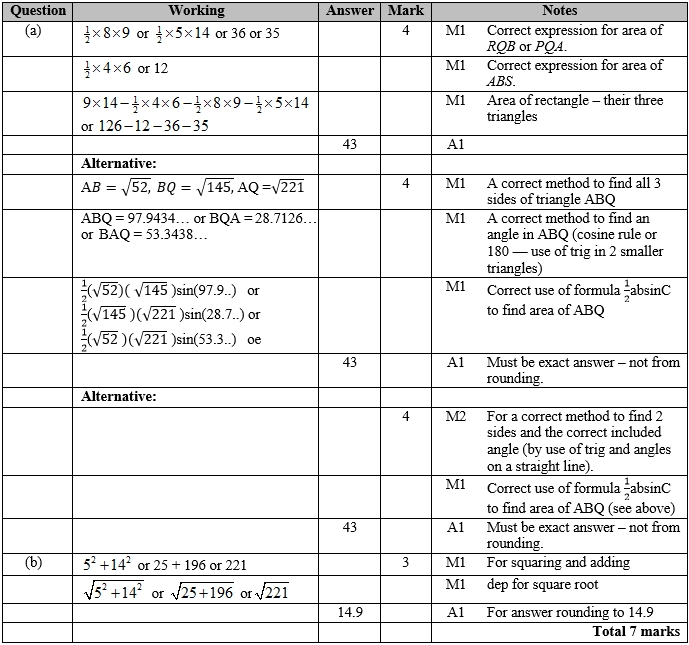 Question Working Answer Mark Notes
(a) ½×8×9 or ½×5×14 or 36 or 35 4 M1 Correct expression for area of
RQB or PQA.
½×4×6 or 12 M1 Correct expression for area of
ABS.
9×14−½×4×6−½×8×9−½×5×14 M1 Area of rectangle – their three
or 126−12−36−35 triangles
43 A1
Alternative:
AB = √52, BQ = √145, AQ =√221 4 M1 A correct method to find all 3
sides of triangle ABQ
ABQ = 97.9434… or BQA = 28.7126… M1 A correct method to find an
or BAQ = 53.3438… angle in ABQ (cosine rule or
180 — use of trig in 2 smaller
triangles)
½(√52)( √145 )sin(97.9..) or M1 Correct use of formula ½absinC
½(√145 )(√221 )sin(28.7..) or to find area of ABQ
½(√52 )(√221 )sin(53.3..) oe
43 A1 Must be exact answer – not from
rounding.
Alternative:
4 M2 For a correct method to find 2
sides and the correct included
angle (by use of trig and angles
on a straight line).
M1 Correct use of formula ½absinC
to find area of ABQ (see above)
43 A1 Must be exact answer – not from
rounding.
(b) 5² +14² or 25 + 196 or 221 3 M1 For squaring and adding
√(5² +14²) or √(25+196) or √221 M1 dep for square root
14.9 A1 For answer rounding to 14.9
Total 7 marks